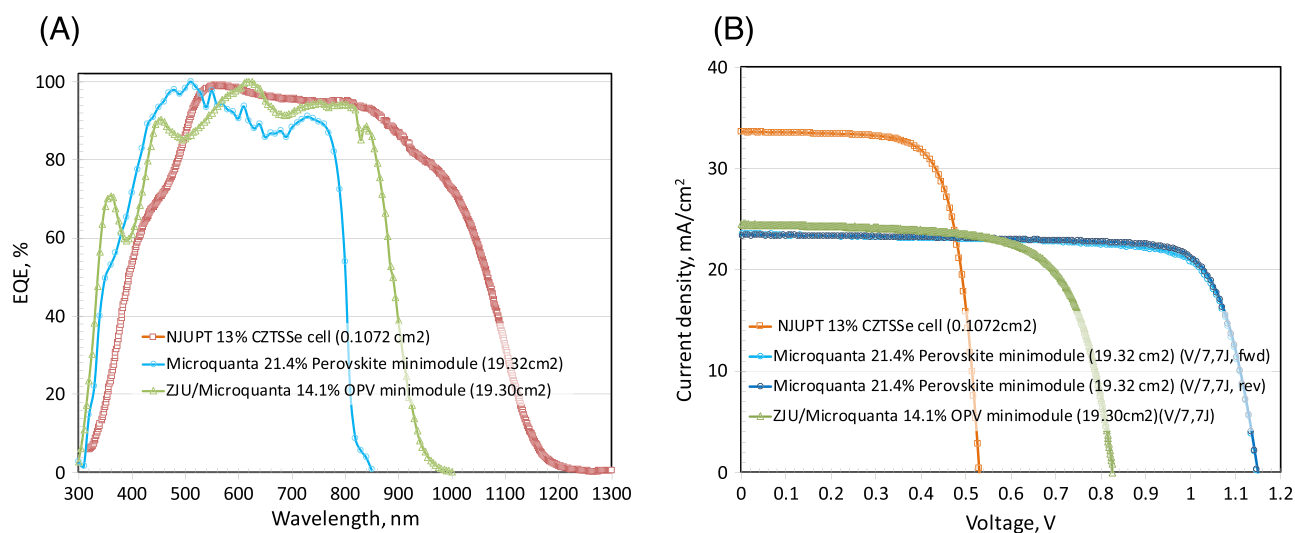 (A)
(B)
100
80
60
40
20
0
EQE, %
300 400 500 600 700 800 900 1000 1100 1200 1300
Wavelength, nm
NJUPT 13% CZTSSe cell (0.1072 cm2)
Microquanta 21.4% Perovskite minimodule (19.32cm2)
ZJU/Microquanta 14.1% OPV minimodule (19.30cm2)
40
30
20
10
0
Current density, mA/cm2
0 0.1 0.2 0.3 0.4 0.5 0.6 0.7 0.8 0.9 1 1.1 1.2
Voltage, V
NJUPT 13% CZTSSe cell (0.1072cm2)
Microquanta 21.4% Perovskite minimodule (19.32 cm2) (V/7,7J, fwd)
Microquanta 21.4% Perovskite minimodule (19.32 cm2) (V/7,7J, rev)
ZJU/Microquanta 14.1% OPV minimodule (19.30cm2)(V/7,7J)